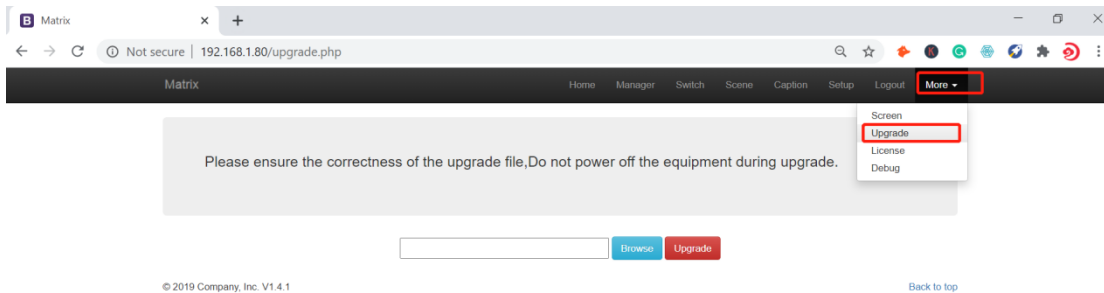 B Matrix
Not secure | 192.168.1.80/upgrade.php
K G
Matrix Home Manager Switch Scene Caption Setup Logout More
Screen
Upgrade
License
Debug
Please ensure the correctness of the upgrade file,Do not power off the equipment during upgrade.
Browse Upgrade
© 2019 Company, Inc. V1.4.1 Back to top